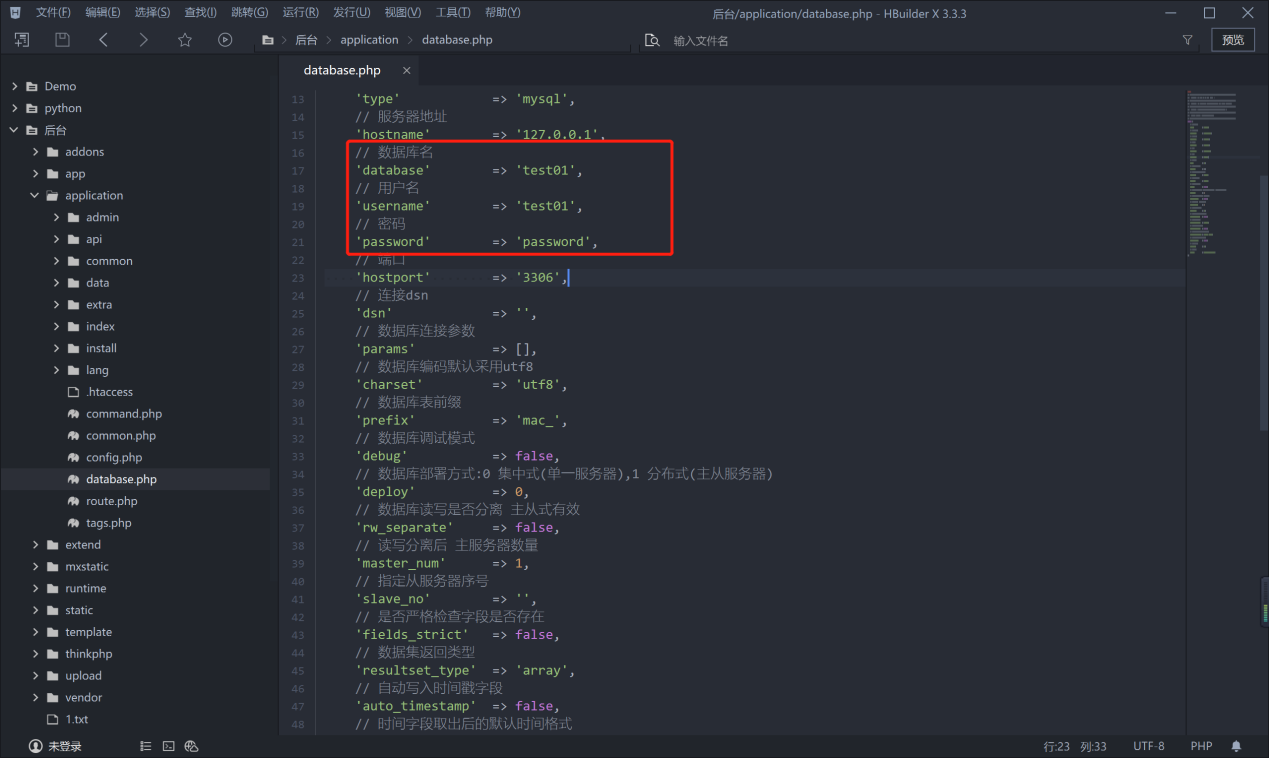 文件(F) 编辑(E) 选择(S) 查找(I) 跳转(G) 运行(R) 发行(U) 视图(V) 工具(T) 帮助(Y) 后台/application/database.php - HBuilder X 3.3.3
后台 application database.php 输入文件名 预览
database.php
Demo
python
后台
addons
app
application
admin
api
common
data
extra
index
install
lang
.htaccess
command.php
common.php
config.php
database.php
route.php
tags.php
extend
mxstatic
runtime
static
template
thinkphp
upload
vendor
1.txt
13 'type' => 'mysql',
14 // 服务器地址
15 'hostname' => '127.0.0.1',
16 // 数据库名
17 'database' => 'test01',
18 // 用户名
19 'username' => 'test01',
20 // 密码
21 'password' => 'password',
22 // 端口
23 'hostport' => '3306',
24 // 连接dsn
25 'dsn' => '',
26 // 数据库连接参数
27 'params' => [],
28 // 数据库编码默认采用utf8
29 'charset' => 'utf8',
30 // 数据库表前缀
31 'prefix' => 'mac_',
32 // 数据库调试模式
33 'debug' => false,
34 // 数据库部署方式:0 集中式(单一服务器),1 分布式(主从服务器)
35 'deploy' => 0,
36 // 数据库读写是否分离 主从式有效
37 'rw_separate' => false,
38 // 读写分离后 主服务器数量
39 'master_num' => 1,
40 // 指定从服务器序号
41 'slave_no' => '',
42 // 是否严格检查字段是否存在
43 'fields_strict' => false,
44 // 数据集返回类型
45 'resultset_type' => 'array',
46 // 自动写入时间戳字段
47 'auto_timestamp' => false,
48 // 时间字段取出后的默认时间格式
未登录 行:23 列:33 UTF-8 PHP